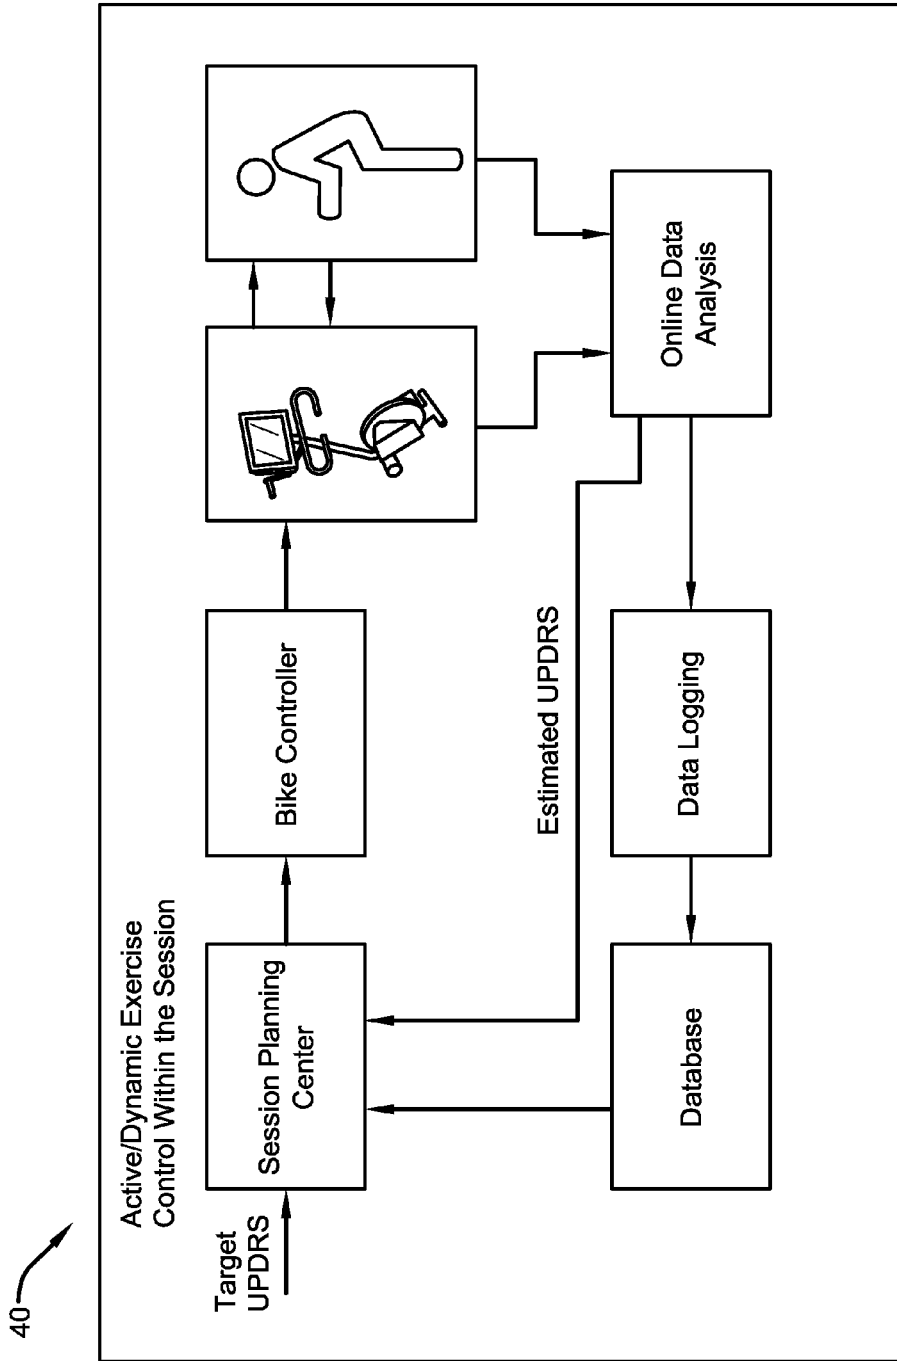 40
Active/Dynamic Exercise
Control Within the Session
Target
UPDRS
Session Planning
Center
Bike Controller
Estimated UPDRS
Database
Data Logging
Online Data
Analysis